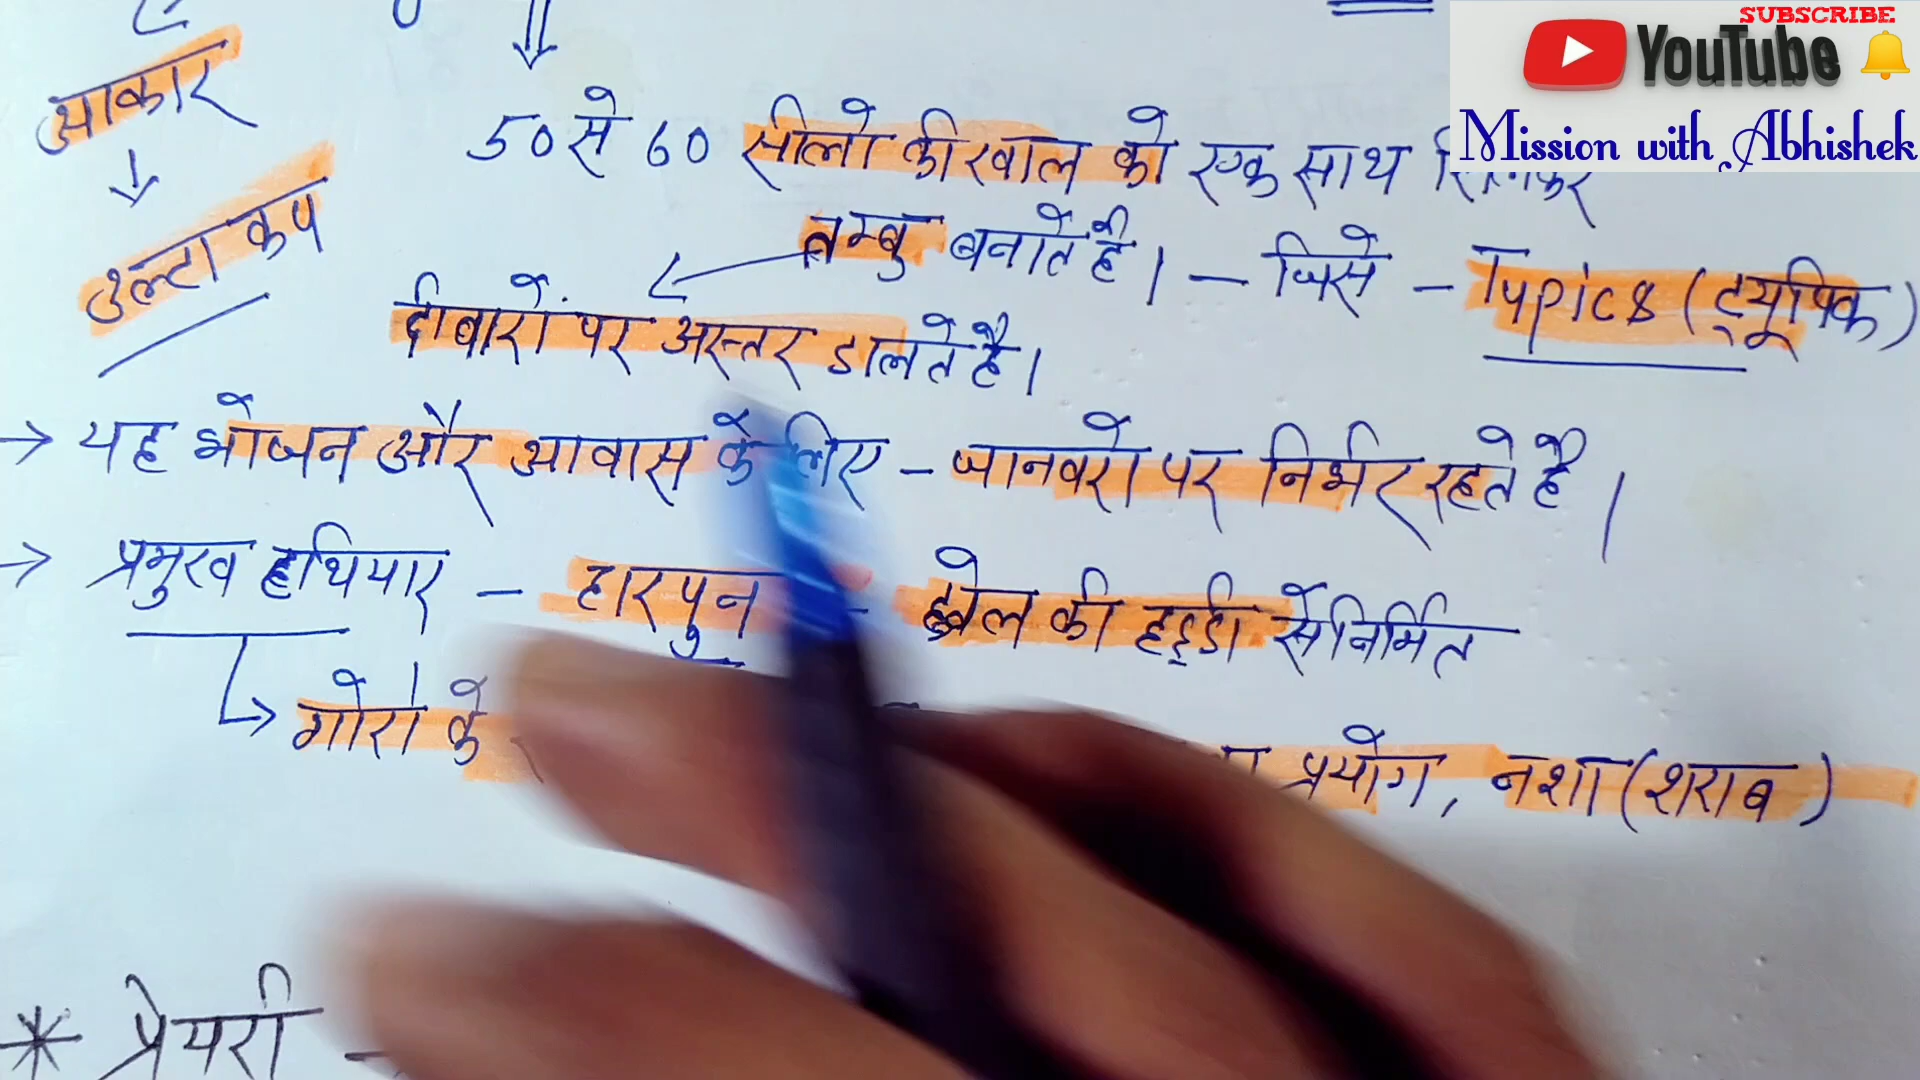 SUBSCRIBE
YouTube
Mission with Abhishek
आकार
उल्टा कप
50 से 60 सीलो की खाल को एक साथ
तम्बु बनाते है। – जिसे – Tupics (ट्यूपिक)
दीवारों पर अस्तर डालते है।
→ यह भोजन और आवास के लिए – जानवरो पर निर्भर रहते है।
→ प्रमुख हथियार – हारपुन – ह्वेल की हड्डी से निर्मित
गोरो के प्रयोग, नशा (शराब)
* प्रेयरी –